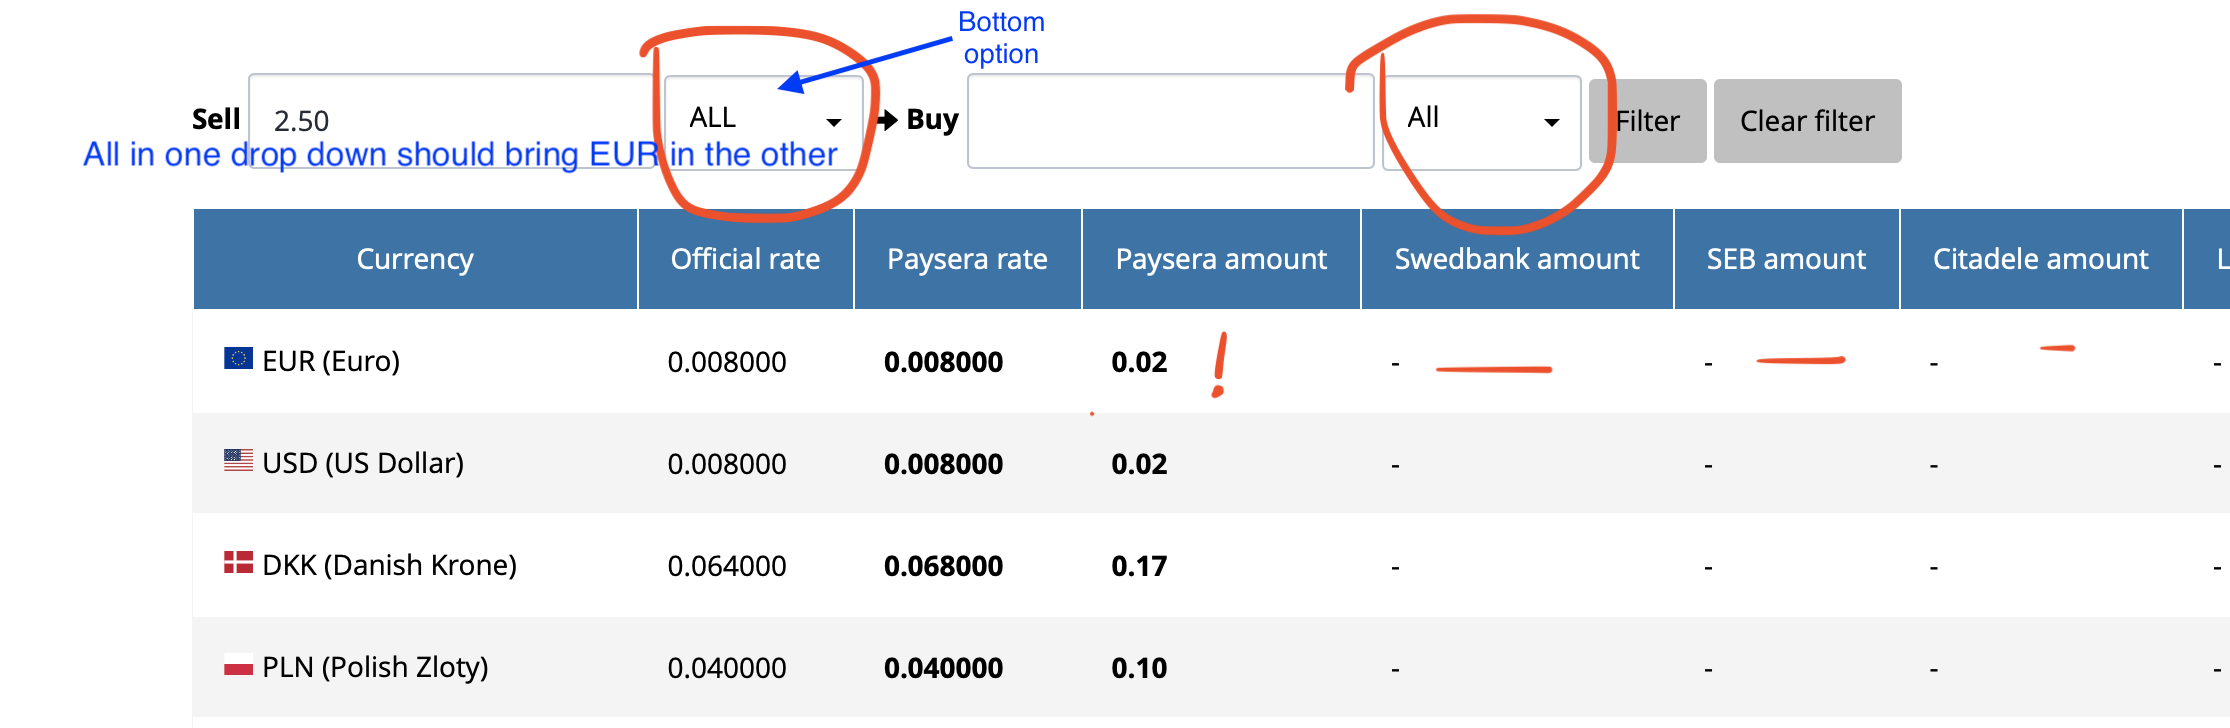 Bottom
option
Sell 2.50 ALL Buy All Filter Clear filter
All in one drop down should bring EUR in the other
Currency Official rate Paysera rate Paysera amount Swedbank amount SEB amount Citadele amount L
EUR (Euro) 0.008000 0.008000 0.02 ! - - - -
USD (US Dollar) 0.008000 0.008000 0.02 - - - -
DKK (Danish Krone) 0.064000 0.068000 0.17 - - - -
PLN (Polish Zloty) 0.040000 0.040000 0.10 - - - -